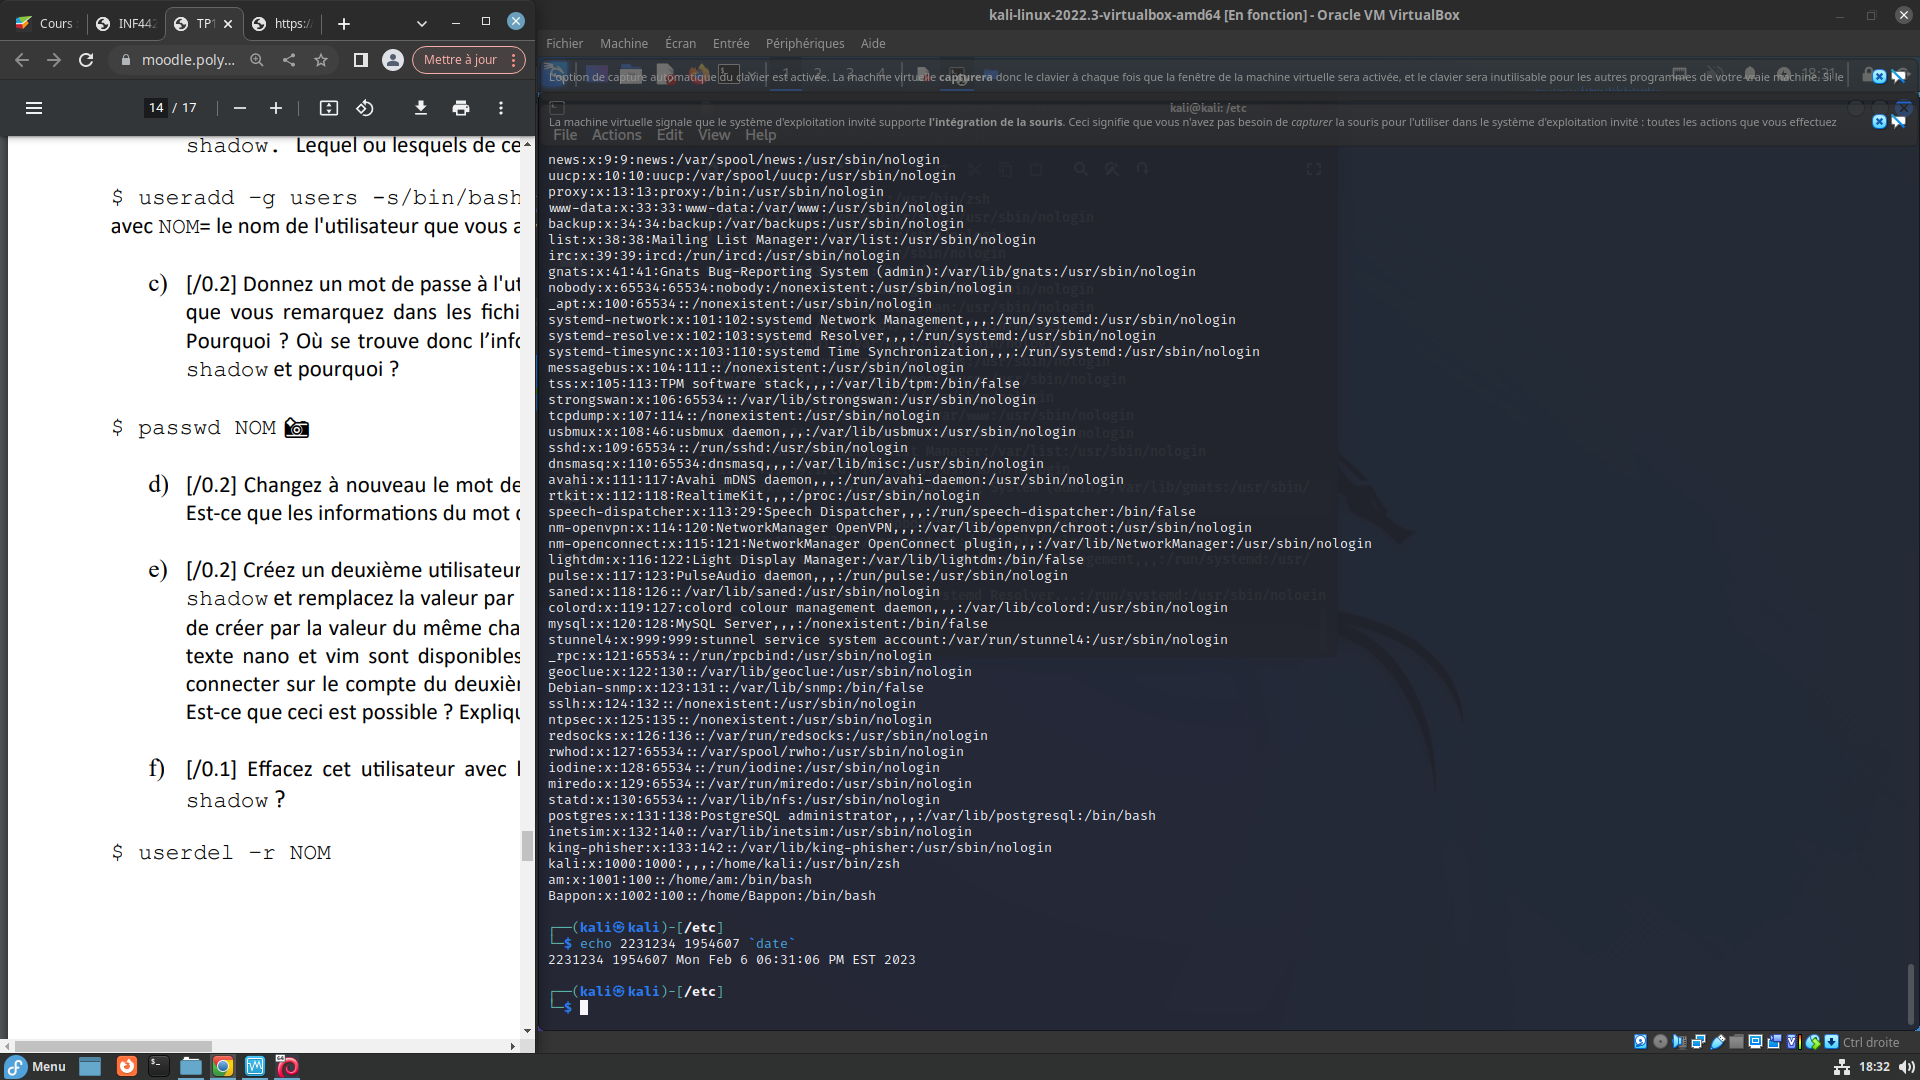 Cours
INF442
TP1
https:/
moodle.poly...
Mettre à jour
14 / 17
shadow. Lequel ou lesquels de ce
$ useradd –g users -s/bin/bash
avec NOM= le nom de l'utilisateur que vous a
c) [/0.2] Donnez un mot de passe à l'ut
que vous remarquez dans les fichi
Pourquoi ? Où se trouve donc l'info
shadow et pourquoi ?
$ passwd NOM
d) [/0.2] Changez à nouveau le mot de
Est-ce que les informations du mot d
e) [/0.2] Créez un deuxième utilisateur
shadow et remplacez la valeur par
de créer par la valeur du même cha
texte nano et vim sont disponibles
connecter sur le compte du deuxièm
Est-ce que ceci est possible ? Expliqu
f) [/0.1] Effacez cet utilisateur avec l
shadow ?
$ userdel –r NOM
kali-linux-2022.3-virtualbox-amd64 [En fonction] - Oracle VM VirtualBox
Fichier Machine Écran Entrée Périphériques Aide
L'option de capture automatique du clavier est activée. La machine virtuelle capturera donc le clavier à chaque fois que la fenêtre de la machine virtuelle sera activée, et le clavier sera inutilisable pour les autres programmes de votre vraie machine. Si le
kali@kali: /etc
La machine virtuelle signale que le système d'exploitation invité supporte l'intégration de la souris. Ceci signifie que vous n'avez pas besoin de capturer la souris pour l'utiliser dans le système d'exploitation invité : toutes les actions que vous effectuez
File Actions Edit View Help
news:x:9:9:news:/var/spool/news:/usr/sbin/nologin
uucp:x:10:10:uucp:/var/spool/uucp:/usr/sbin/nologin
proxy:x:13:13:proxy:/bin:/usr/sbin/nologin
www-data:x:33:33:www-data:/var/www:/usr/sbin/nologin
backup:x:34:34:backup:/var/backups:/usr/sbin/nologin
list:x:38:38:Mailing List Manager:/var/list:/usr/sbin/nologin
irc:x:39:39:ircd:/run/ircd:/usr/sbin/nologin
gnats:x:41:41:Gnats Bug-Reporting System (admin):/var/lib/gnats:/usr/sbin/nologin
nobody:x:65534:65534:nobody:/nonexistent:/usr/sbin/nologin
_apt:x:100:65534::/nonexistent:/usr/sbin/nologin
systemd-network:x:101:102:systemd Network Management,,,:/run/systemd:/usr/sbin/nologin
systemd-resolve:x:102:103:systemd Resolver,,,:/run/systemd:/usr/sbin/nologin
systemd-timesync:x:103:110:systemd Time Synchronization,,,:/run/systemd:/usr/sbin/nologin
messagebus:x:104:111::/nonexistent:/usr/sbin/nologin
tss:x:105:113:TPM software stack,,,:/var/lib/tpm:/bin/false
strongswan:x:106:65534::/var/lib/strongswan:/usr/sbin/nologin
tcpdump:x:107:114::/nonexistent:/usr/sbin/nologin
usbmux:x:108:46:usbmux daemon,,,:/var/lib/usbmux:/usr/sbin/nologin
sshd:x:109:65534::/run/sshd:/usr/sbin/nologin
dnsmasq:x:110:65534:dnsmasq,,,:/var/lib/misc:/usr/sbin/nologin
avahi:x:111:117:Avahi mDNS daemon,,,:/run/avahi-daemon:/usr/sbin/nologin
rtkit:x:112:118:RealtimeKit,,,:/proc:/usr/sbin/nologin
speech-dispatcher:x:113:29:Speech Dispatcher,,,:/run/speech-dispatcher:/bin/false
nm-openvpn:x:114:120:NetworkManager OpenVPN,,,:/var/lib/openvpn/chroot:/usr/sbin/nologin
nm-openconnect:x:115:121:NetworkManager OpenConnect plugin,,,:/var/lib/NetworkManager:/usr/sbin/nologin
lightdm:x:116:122:Light Display Manager:/var/lib/lightdm:/bin/false
pulse:x:117:123:PulseAudio daemon,,,:/run/pulse:/usr/sbin/nologin
saned:x:118:126::/var/lib/saned:/usr/sbin/nologin
colord:x:119:127:colord colour management daemon,,,:/var/lib/colord:/usr/sbin/nologin
mysql:x:120:128:MySQL Server,,,:/nonexistent:/bin/false
stunnel4:x:999:999:stunnel service system account:/var/run/stunnel4:/usr/sbin/nologin
_rpc:x:121:65534::/run/rpcbind:/usr/sbin/nologin
geoclue:x:122:130::/var/lib/geoclue:/usr/sbin/nologin
Debian-snmp:x:123:131::/var/lib/snmp:/bin/false
sslh:x:124:132::/nonexistent:/usr/sbin/nologin
ntpsec:x:125:135::/nonexistent:/usr/sbin/nologin
redsocks:x:126:136::/var/run/redsocks:/usr/sbin/nologin
rwhod:x:127:65534::/var/spool/rwho:/usr/sbin/nologin
iodine:x:128:65534::/run/iodine:/usr/sbin/nologin
miredo:x:129:65534::/var/run/miredo:/usr/sbin/nologin
statd:x:130:65534::/var/lib/nfs:/usr/sbin/nologin
postgres:x:131:138:PostgreSQL administrator,,,:/var/lib/postgresql:/bin/bash
inetsim:x:132:140::/var/lib/inetsim:/usr/sbin/nologin
king-phisher:x:133:142::/var/lib/king-phisher:/usr/sbin/nologin
kali:x:1000:1000:,,,:/home/kali:/usr/bin/zsh
am:x:1001:100::/home/am:/bin/bash
Bappon:x:1002:100::/home/Bappon:/bin/bash
┌──(kali㉿kali)-[/etc]
└─$ echo 2231234 1954607 `date`
2231234 1954607 Mon Feb 6 06:31:06 PM EST 2023
┌──(kali㉿kali)-[/etc]
└─$
Ctrl droite
Menu
18:32